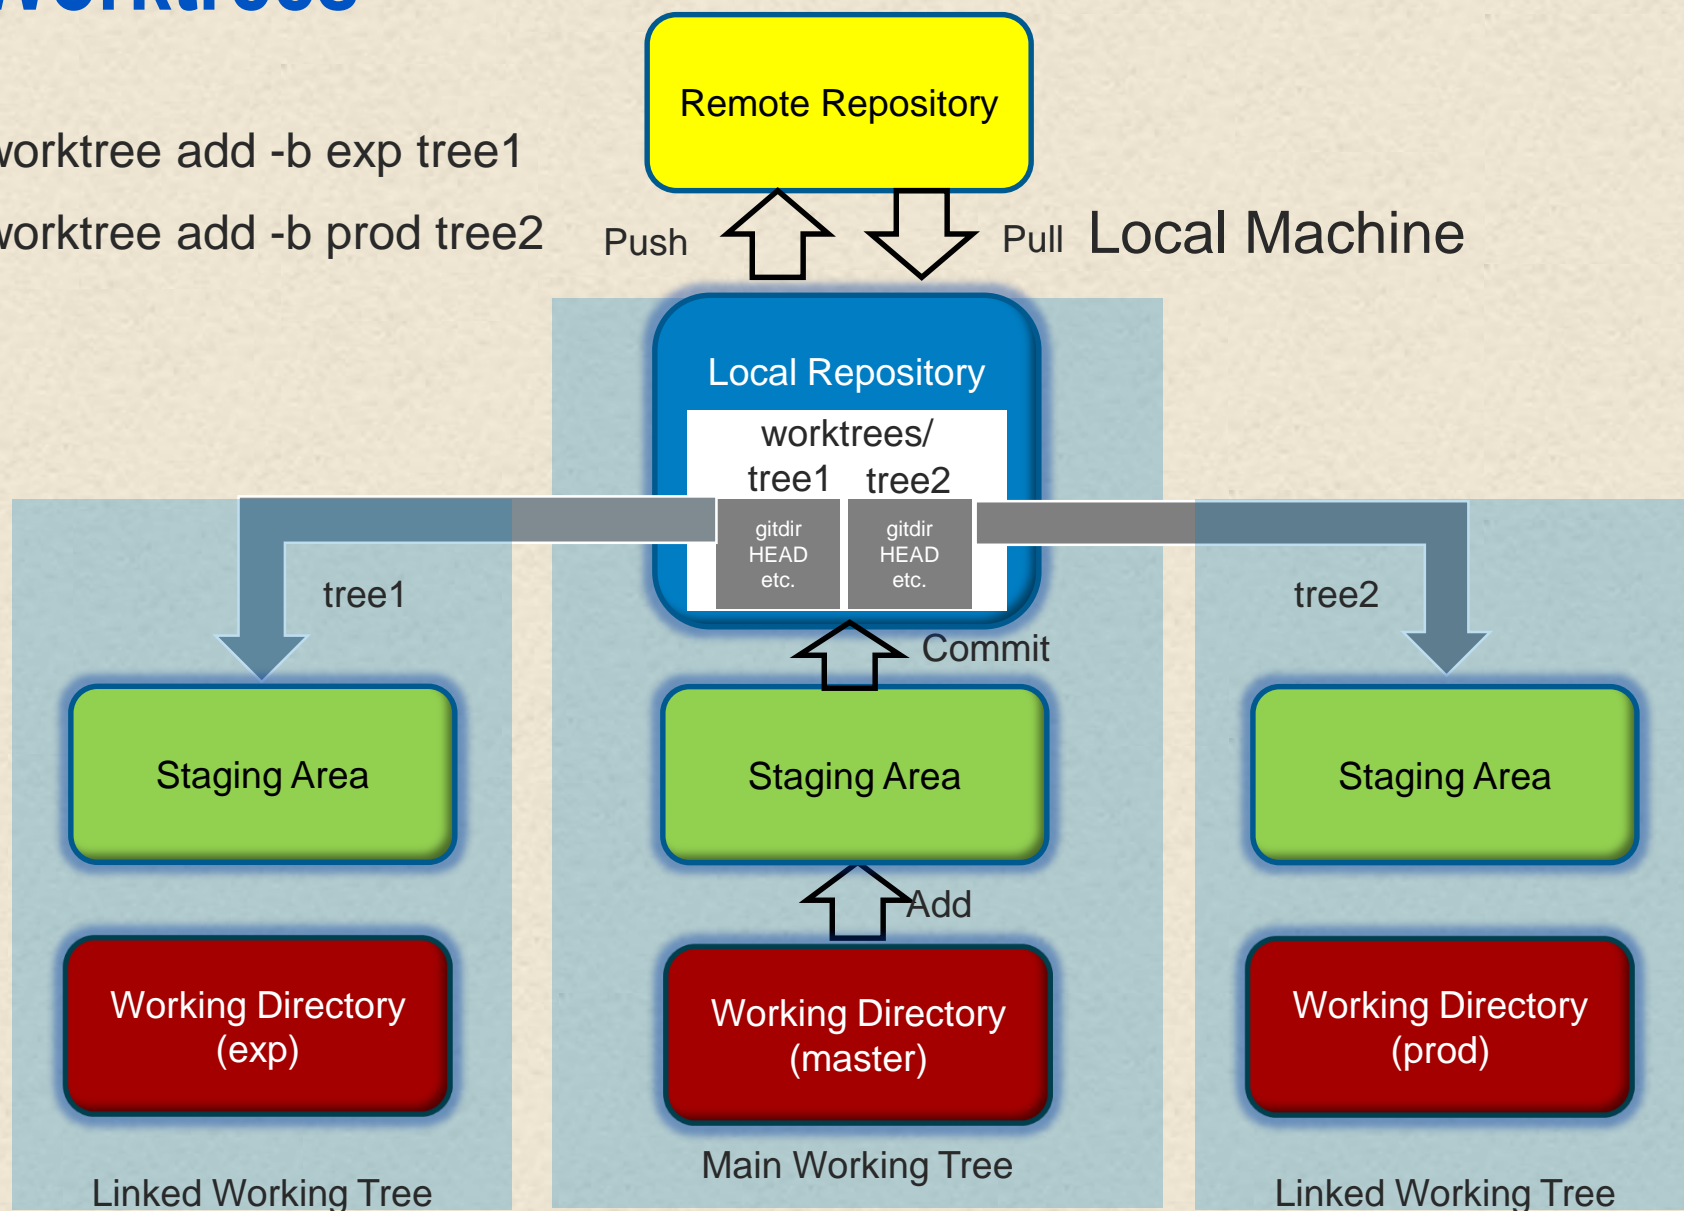 Worktrees
Remote Repository
worktree add -b exp tree1
worktree add -b prod tree2
Push
Pull
Local Machine
Local Repository
worktrees/
tree1
tree2
gitdir
HEAD
etc.
gitdir
HEAD
etc.
tree1
tree2
Commit
Staging Area
Staging Area
Staging Area
Add
Working Directory
(exp)
Working Directory
(master)
Working Directory
(prod)
Linked Working Tree
Main Working Tree
Linked Working Tree